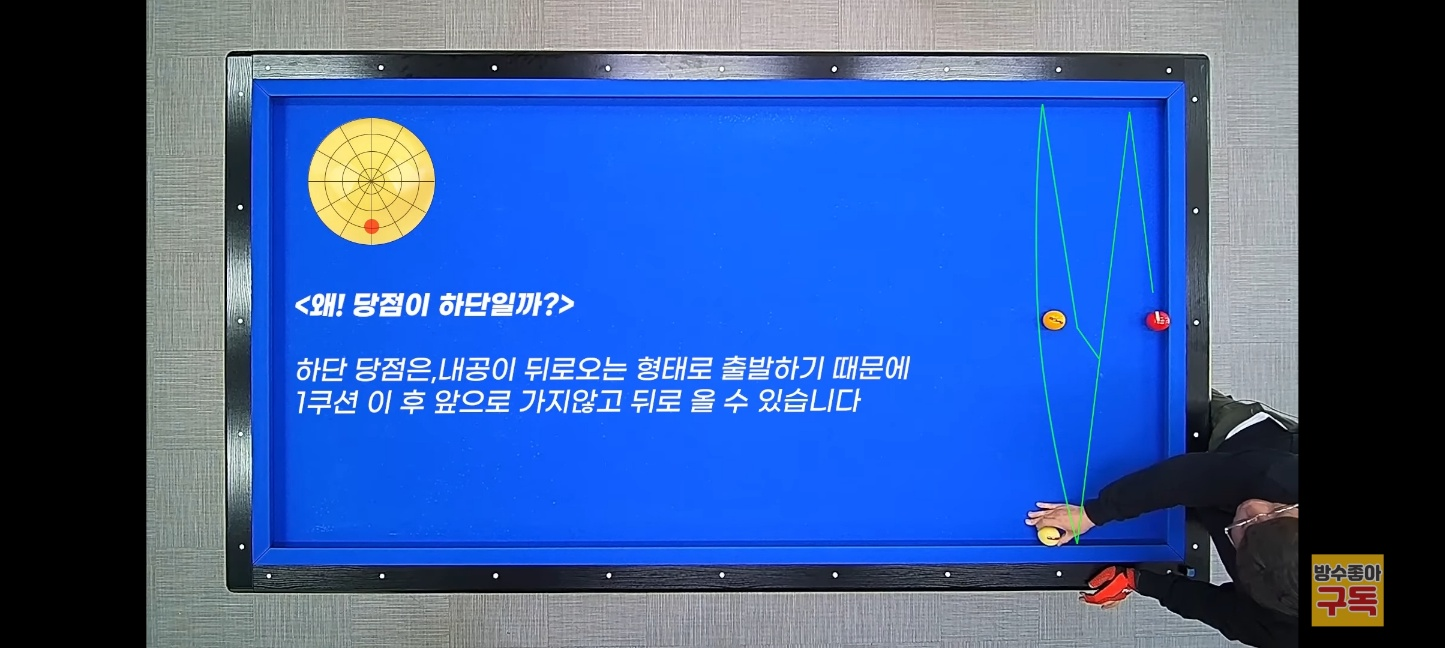 <왜! 당점이 하단일까?>
하단 당점은,내공이 뒤로오는 형태로 출발하기 때문에
1쿠션 이 후 앞으로 가지않고 뒤로 올 수 있습니다
방수좋아
구독